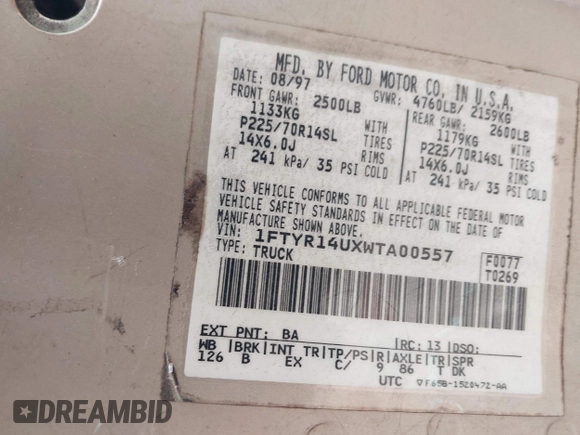 MFD. BY FORD MOTOR CO. IN U.S.A.
DATE: 08/97 GVWR: 4760LB/ 2159KG
FRONT GAWR: 2500LB REAR GAWR: 2600LB
1133KG WITH 1179KG WITH
P225/70R14SL TIRES P225/70R14SL TIRES
14X6.0J RIMS 14X6.0J RIMS
AT 241 kPa/ 35 PSI COLD AT 241 kPa/ 35 PSI COLD
THIS VEHICLE CONFORMS TO ALL APPLICABLE FEDERAL MOTOR
VEHICLE SAFETY STANDARDS IN EFFECT ON THE DATE OF
MANUFACTURE SHOWN ABOVE.
VIN: 1FTYR14UXWTA00557 F0077
TYPE: TRUCK T0269
EXT PNT: BA RC: 13 DSO:
WB BRK INT TR TP/PS R AXLE TR SPR
126 B EX C/ 9 86 T DK
UTC F65B-1520472-AA
DREAMBID